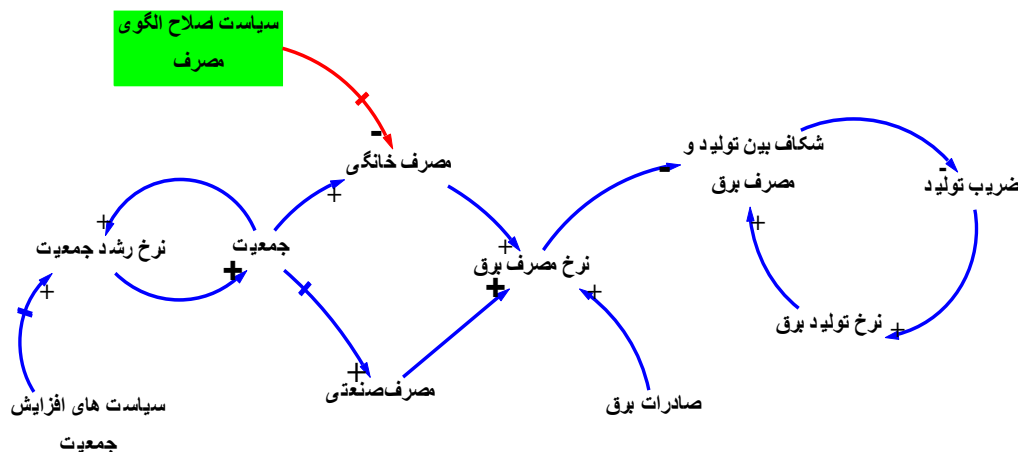 سیاست اصلاح الگوی
مصرف
مصرف خانگی
شکاف بین تولید و
مصرف برق
ضریب تولید
نرخ رشد جمعیت
جمعیت
نرخ مصرف برق
نرخ تولید برق
سیاست های افزایش
جمعیت
مصرف صنعتی
صادرات برق
-
+
+
+
+
+
+
+
+
+
-
-
+
+